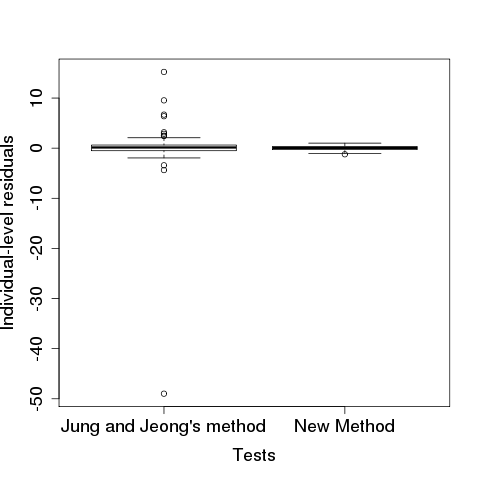 Individual-level residuals
10
0
-10
-20
-30
-40
-50
Jung and Jeong's method
New Method
Tests